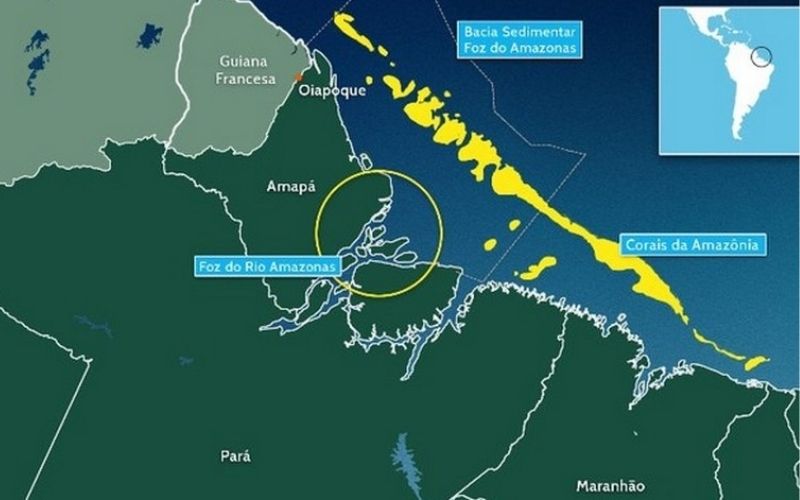 Bacia Sedimentar
Foz do Amazonas
Guiana
Francesa
Oiapoque
Amapá
Corais da Amazônia
Foz do Rio Amazonas
Pará
Maranhão